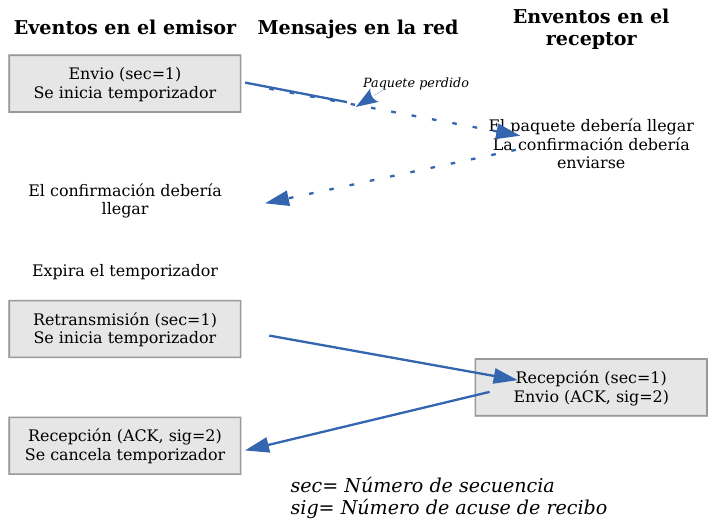 Eventos en el emisor
Mensajes en la red
Enventos en el
receptor
Envio (sec=1)
Se inicia temporizador
Paquete perdido
El paquete debería llegar
La confirmación debería
enviarse
El confirmación debería
llegar
Expira el temporizador
Retransmisión (sec=1)
Se inicia temporizador
Recepción (sec=1)
Envio (ACK, sig=2)
Recepción (ACK, sig=2)
Se cancela temporizador
sec= Número de secuencia
sig= Número de acuse de recibo